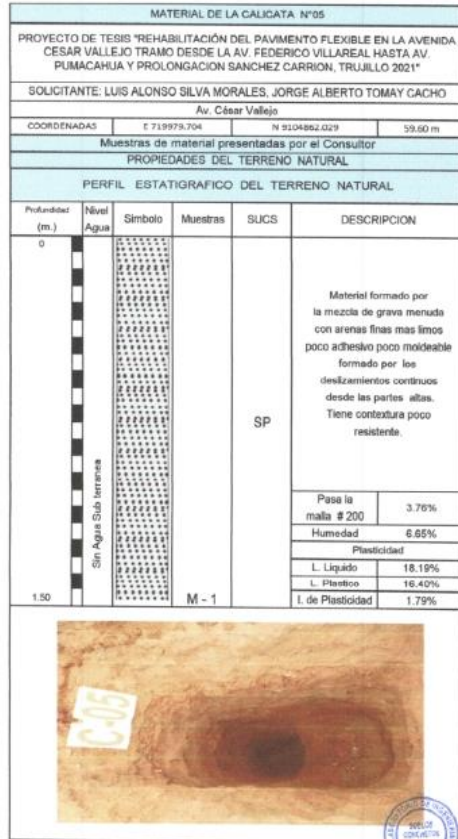 MATERIAL DE LA CALICATA N°05
PROYECTO DE TESIS "REHABILITACIÓN DEL PAVIMENTO FLEXIBLE EN LA AVENIDA
CESAR VALLEJO TRAMO DESDE LA AV. FEDERICO VILLAREAL HASTA AV.
PUMACAHUA Y PROLONGACION SANCHEZ CARRION, TRUJILLO 2021"
SOLICITANTE: LUIS ALONSO SILVA MORALES, JORGE ALBERTO TOMAY CACHO
Av. César Vallejo
COORDENADAS E 719979.704 N 9104862.029 59.60 m
Muestras de material presentadas por el Consultor
PROPIEDADES DEL TERRENO NATURAL
PERFIL ESTATIGRAFICO DEL TERRENO NATURAL
Profundidad (m.) Nivel Agua Simbolo Muestras SUCS DESCRIPCION
0
Material formado por
la mezcla de grava menuda
con arenas finas mas limos
poco adhesivo poco moldeable
formado por los
deslizamientos continuos
desde las partes altas.
Tiene contextura poco
resistente.
SP
Sin Agua Sub terranea
Pasa la malla # 200 3.76%
Humedad 6.65%
Plasticidad
L. Liquido 18.19%
L. Plastico 16.40%
1.50 M - 1 I. de Plasticidad 1.79%
C-05
SUELOS